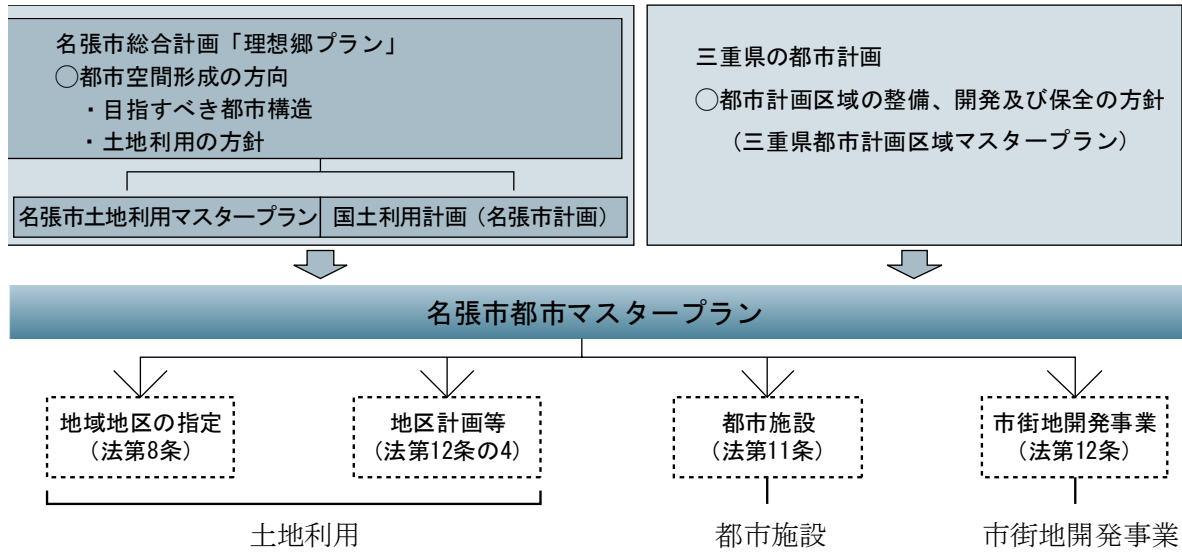 名張市総合計画「理想郷プラン」
○都市空間形成の方向
・目指すべき都市構造
・土地利用の方針
名張市土地利用マスタープラン
国土利用計画（名張市計画）
三重県の都市計画
○都市計画区域の整備、開発及び保全の方針
（三重県都市計画区域マスタープラン）
名張市都市マスタープラン
地域地区の指定
（法第8条）
地区計画等
（法第12条の4）
都市施設
（法第11条）
市街地開発事業
（法第12条）
土地利用
都市施設
市街地開発事業